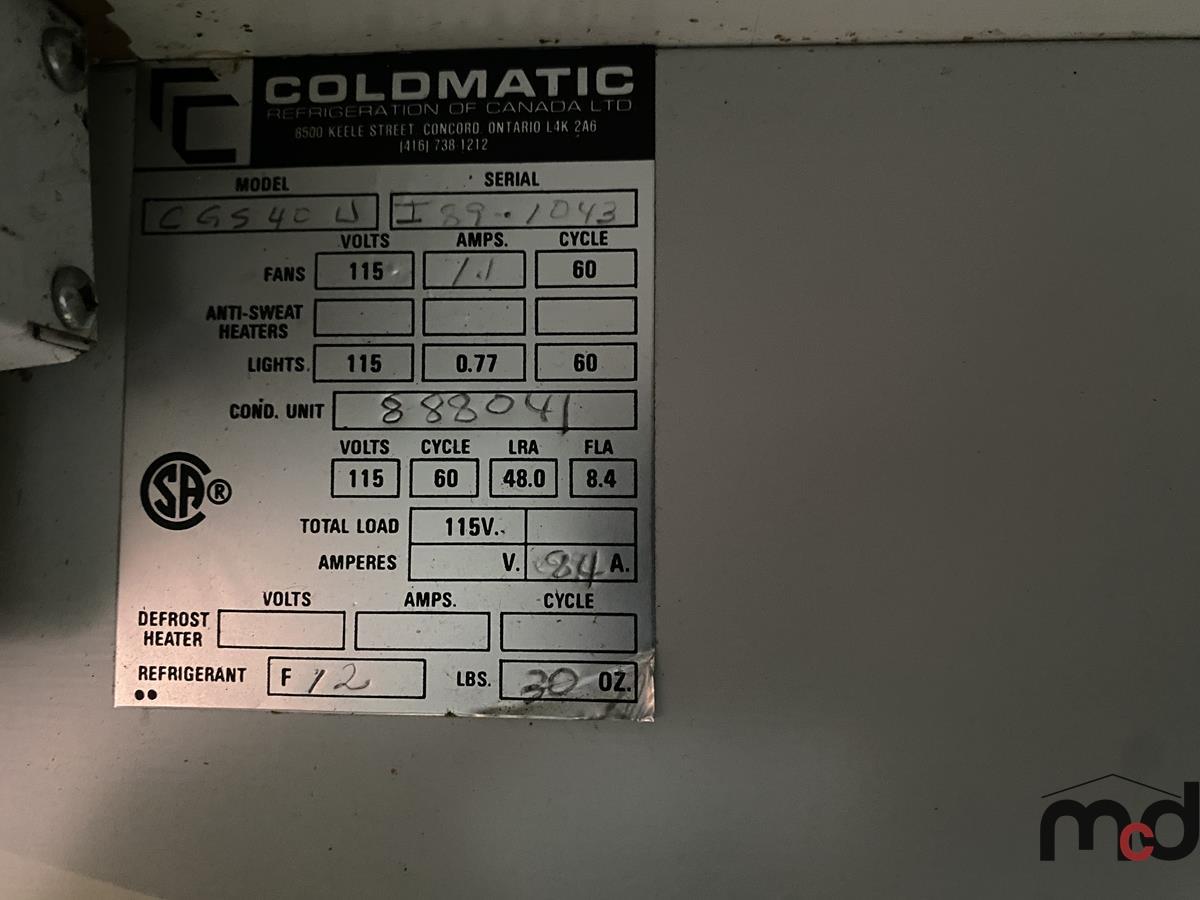 COLDMATIC
REFRIGERATION OF CANADA LTD
8500 KEELE STREET, CONCORD, ONTARIO L4K 2A6
(416) 738-1212
MODEL SERIAL
CGS40U I89-1043
VOLTS AMPS. CYCLE
FANS 115 1.1 60
ANTI-SWEAT
HEATERS
LIGHTS 115 0.77 60
COND. UNIT 888041
VOLTS CYCLE LRA FLA
115 60 48.0 8.4
CSA ®
TOTAL LOAD 115V.
AMPERES V. 84 A.
VOLTS AMPS. CYCLE
DEFROST
HEATER
REFRIGERANT F 12 LBS. 30 OZ.
mcd